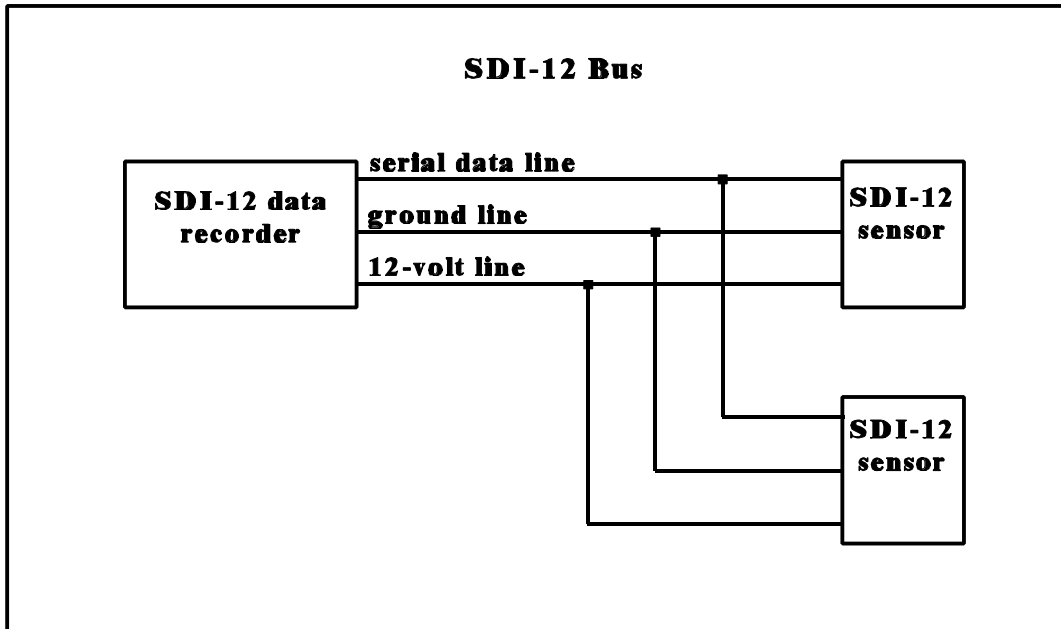 SDI-12 Bus
serial data line
SDI-12 data
recorder
ground line
12-volt line
SDI-12
sensor
SDI-12
sensor